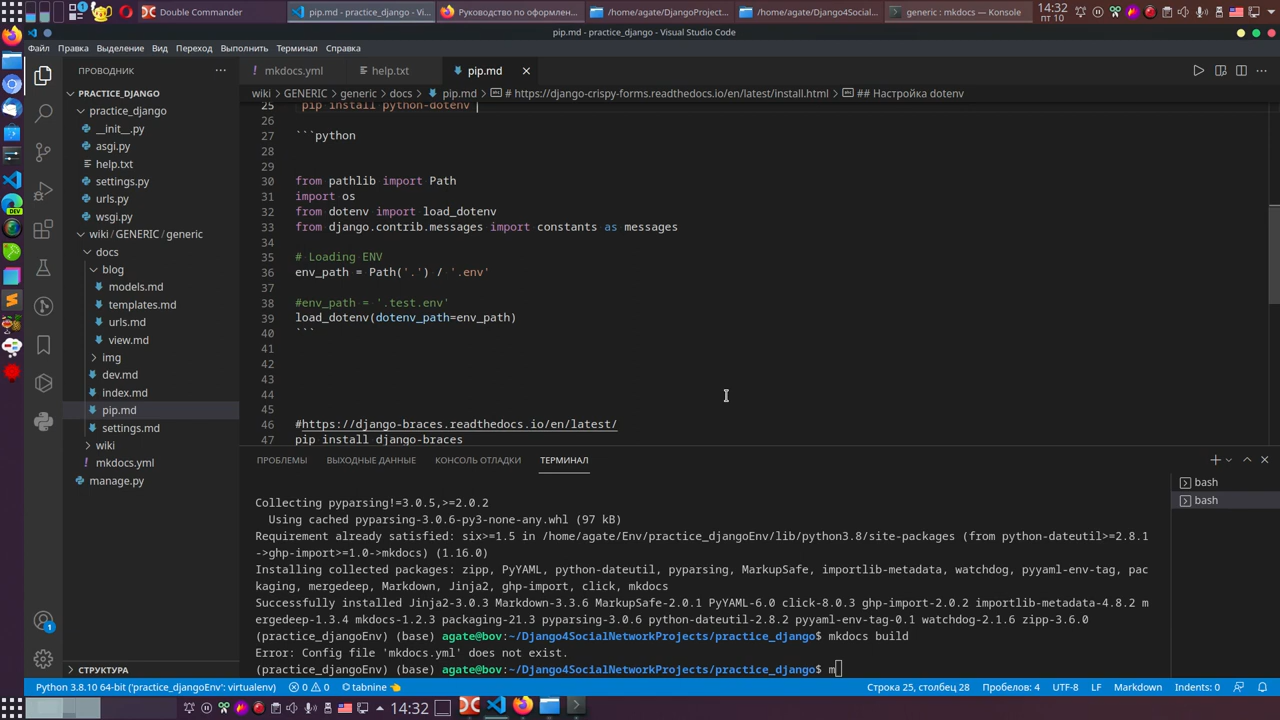 Double Commander
pip.md - practice_django - Vi...
Руководство по оформлен...
/home/agate/DjangoProject...
/home/agate/Django4Social...
generic : mkdocs — Konsole
14:32
пт 10
pip.md - practice_django - Visual Studio Code
Файл Правка Выделение Вид Переход Выполнить Терминал Справка
ПРОВОДНИК
mkdocs.yml help.txt pip.md
PRACTICE_DJANGO
wiki > GENERIC > generic > docs > pip.md > # https://django-crispy-forms.readthedocs.io/en/latest/install.html > ## Настройка dotenv
practice_django
__init__.py
asgi.py
help.txt
settings.py
urls.py
wsgi.py
wiki/GENERIC/generic
docs
blog
models.md
templates.md
urls.md
view.md
img
dev.md
index.md
pip.md
settings.md
wiki
mkdocs.yml
manage.py
СТРУКТУРА
25 pip install python-dotenv
26
27 ```python
28
29
30 from pathlib import Path
31 import os
32 from dotenv import load_dotenv
33 from django.contrib.messages import constants as messages
34
35 # Loading ENV
36 env_path = Path('.') / '.env'
37
38 #env_path = '.test.env'
39 load_dotenv(dotenv_path=env_path)
40 ```
41
42
43
44
45
46 #https://django-braces.readthedocs.io/en/latest/
47 pip install django-braces
ПРОБЛЕМЫ ВЫХОДНЫЕ ДАННЫЕ КОНСОЛЬ ОТЛАДКИ ТЕРМИНАЛ
bash
bash
Collecting pyparsing!=3.0.5,>=2.0.2
Using cached pyparsing-3.0.6-py3-none-any.whl (97 kB)
Requirement already satisfied: six>=1.5 in /home/agate/Env/practice_djangoEnv/lib/python3.8/site-packages (from python-dateutil>=2.8.1
->ghp-import>=1.0->mkdocs) (1.16.0)
Installing collected packages: zipp, PyYAML, python-dateutil, pyparsing, MarkupSafe, importlib-metadata, watchdog, pyyaml-env-tag, pac
kaging, mergedeep, Markdown, Jinja2, ghp-import, click, mkdocs
Successfully installed Jinja2-3.0.3 Markdown-3.3.6 MarkupSafe-2.0.1 PyYAML-6.0 click-8.0.3 ghp-import-2.0.2 importlib-metadata-4.8.2 m
ergedeep-1.3.4 mkdocs-1.2.3 packaging-21.3 pyparsing-3.0.6 python-dateutil-2.8.2 pyyaml-env-tag-0.1 watchdog-2.1.6 zipp-3.6.0
(practice_djangoEnv) (base) agate@bov:~/Django4SocialNetworkProjects/practice_django$ mkdocs build
Error: Config file 'mkdocs.yml' does not exist.
(practice_djangoEnv) (base) agate@bov:~/Django4SocialNetworkProjects/practice_django$ m
DEV
1
Python 3.8.10 64-bit ('practice_djangoEnv': virtualenv) 0 0 tabnine
Строка 25, столбец 28 Пробелов: 4 UTF-8 LF Markdown Indents: 0
14:32